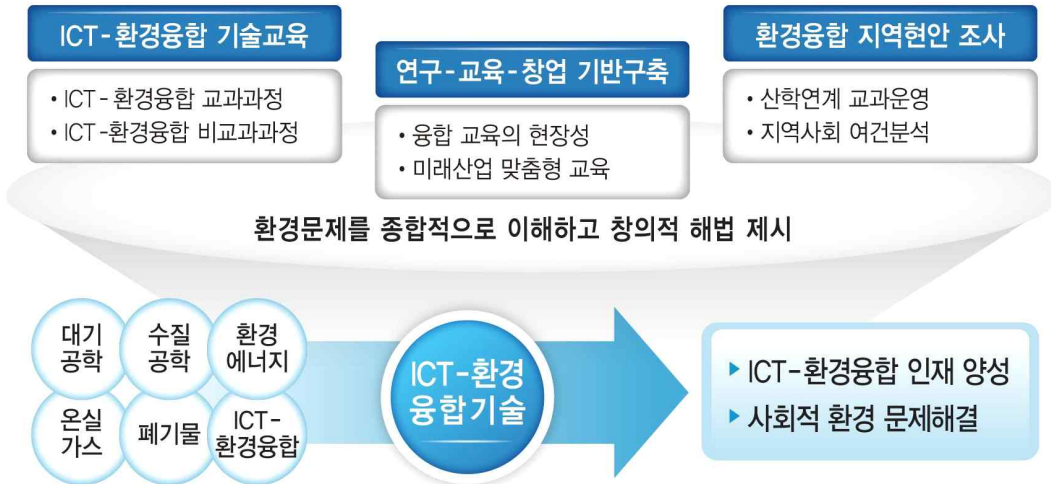 ICT-환경융합 기술교육
• ICT-환경융합 교과과정
• ICT-환경융합 비교과과정
연구-교육-창업 기반구축
• 융합 교육의 현장성
• 미래산업 맞춤형 교육
환경융합 지역현안 조사
• 산학연계 교과운영
• 지역사회 여건분석
환경문제를 종합적으로 이해하고 창의적 해법 제시
대기
공학
수질
공학
환경
에너지
온실
가스
폐기물
ICT-
환경융합
ICT-환경
융합기술
▶ ICT-환경융합 인재 양성
▶ 사회적 환경 문제해결